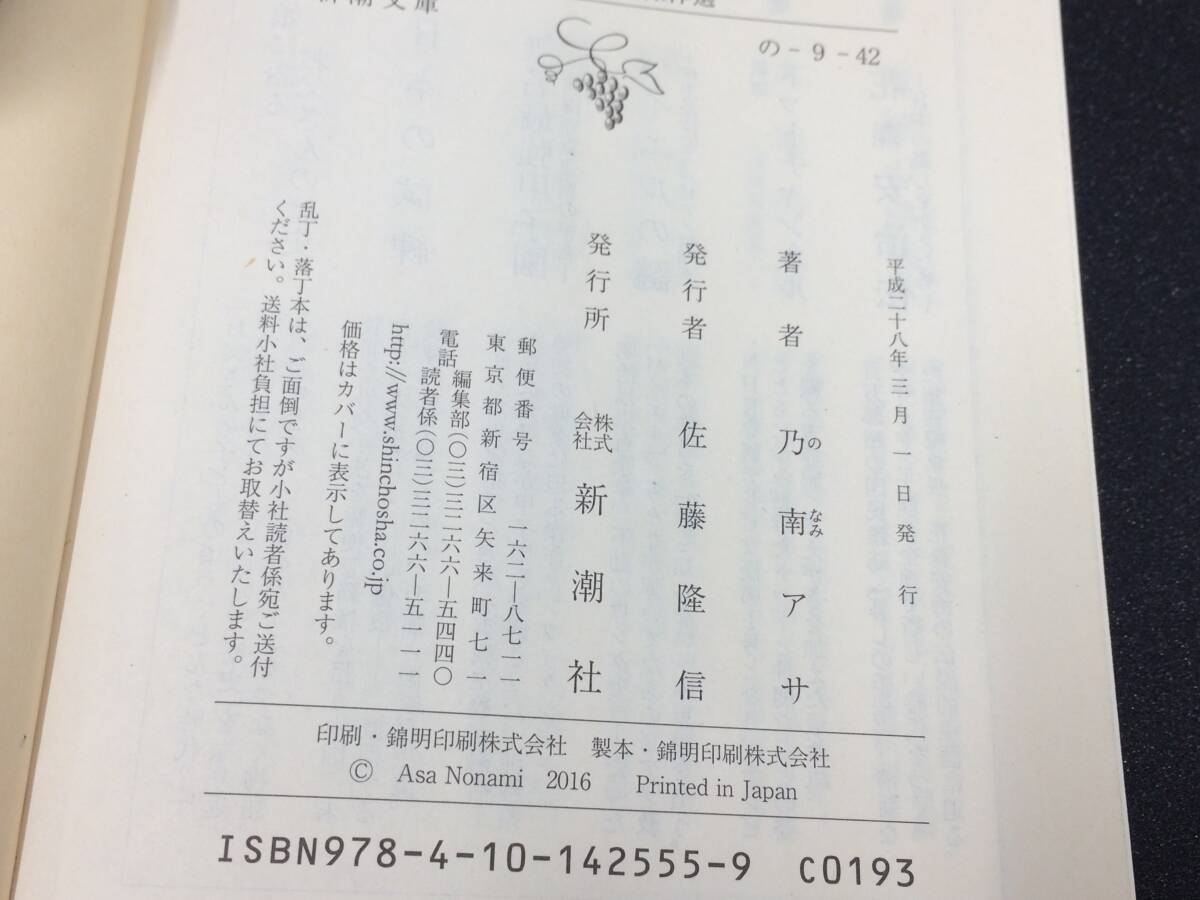 新潮文庫
の-9-42
平成二十八年三月一日発行
著者 乃南アサ
の なみ
発行者 佐藤隆信
発行所 株式会社 新潮社
郵便番号 一六二―八七一一
東京都新宿区矢来町七一
電話 編集部(〇三)三二六六―五四四〇
読者係(〇三)三二六六―五一一一
http://www.shinchosha.co.jp
価格はカバーに表示してあります。
乱丁・落丁本は、ご面倒ですが小社読者係宛ご送付
ください。送料小社負担にてお取替えいたします。
印刷・錦明印刷株式会社 製本・錦明印刷株式会社
© Asa Nonami 2016 Printed in Japan
ISBN978-4-10-142555-9 C0193